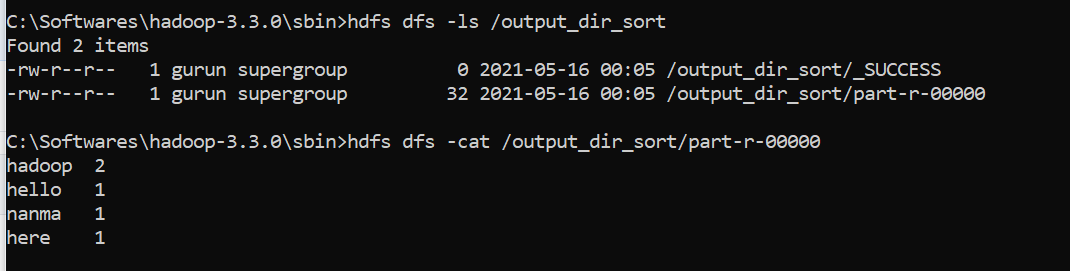 C:\Softwares\hadoop-3.3.0\sbin>hdfs dfs -ls /output_dir_sort
Found 2 items
-rw-r--r--   1 gurun supergroup          0 2021-05-16 00:05 /output_dir_sort/_SUCCESS
-rw-r--r--   1 gurun supergroup         32 2021-05-16 00:05 /output_dir_sort/part-r-00000
C:\Softwares\hadoop-3.3.0\sbin>hdfs dfs -cat /output_dir_sort/part-r-00000
hadoop  2
hello   1
nanma   1
here    1